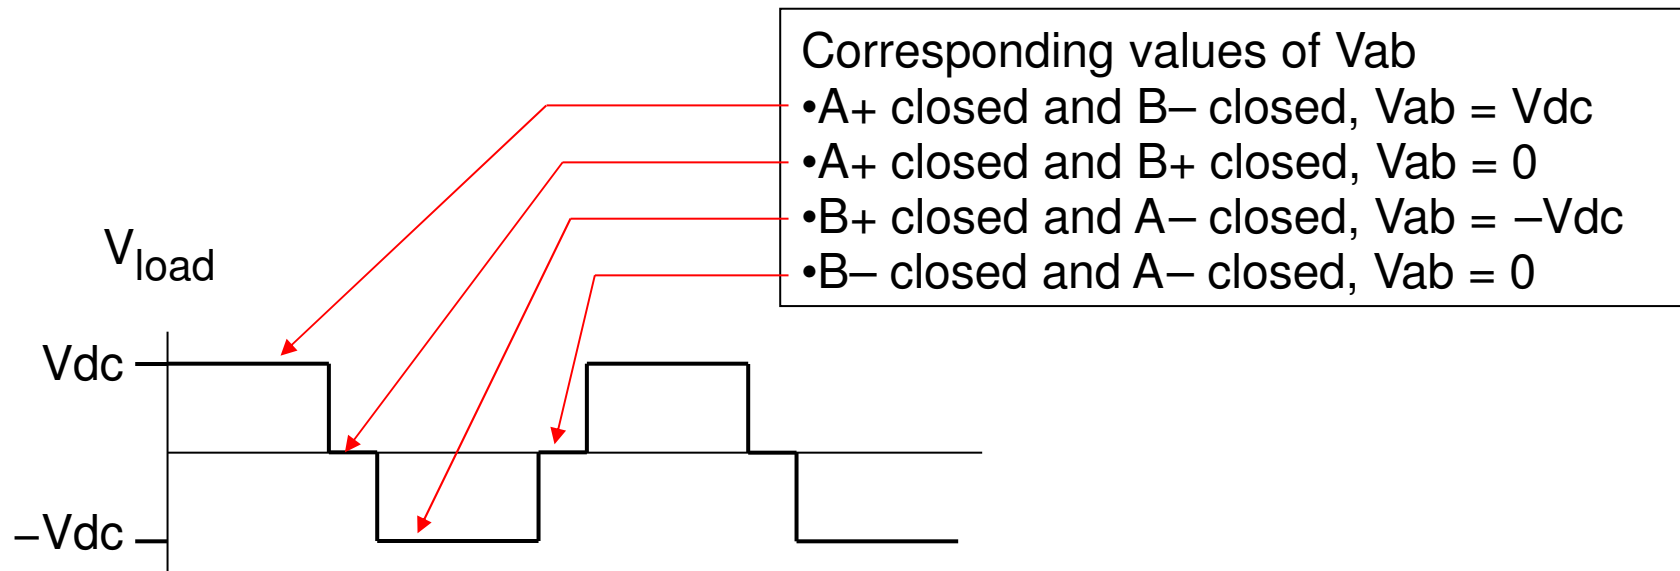 Corresponding values of Vab
•A+ closed and B– closed, Vab = Vdc
•A+ closed and B+ closed, Vab = 0
•B+ closed and A– closed, Vab = –Vdc
•B– closed and A– closed, Vab = 0
Vload
Vdc
–Vdc